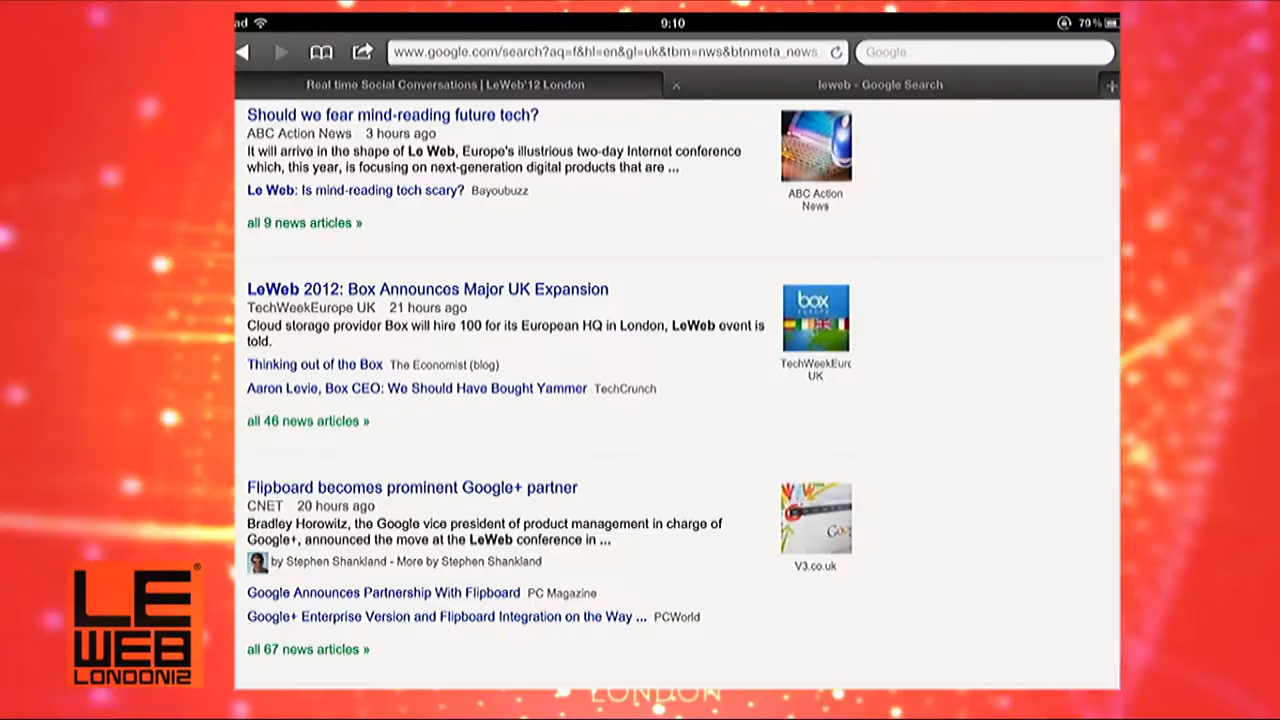 ad
9:10
79%
www.google.com/search?aq=f&hl=en&gl=uk&tbm=nws&btnmeta_news
Google
Real time Social Conversations | LeWeb'12 London
leweb - Google Search
Should we fear mind-reading future tech?
ABC Action News 3 hours ago
It will arrive in the shape of Le Web, Europe's illustrious two-day Internet conference
which, this year, is focusing on next-generation digital products that are ...
Le Web: Is mind-reading tech scary? Bayoubuzz
all 9 news articles »
ABC Action
News
LeWeb 2012: Box Announces Major UK Expansion
TechWeekEurope UK 21 hours ago
Cloud storage provider Box will hire 100 for its European HQ in London, LeWeb event is
told.
Thinking out of the Box The Economist (blog)
Aaron Levie, Box CEO: We Should Have Bought Yammer TechCrunch
all 46 news articles »
box
EUROPE
TechWeekEurc
UK
Flipboard becomes prominent Google+ partner
CNET 20 hours ago
Bradley Horowitz, the Google vice president of product management in charge of
Google+, announced the move at the LeWeb conference in ...
by Stephen Shankland - More by Stephen Shankland
Google Announces Partnership With Flipboard PC Magazine
Google+ Enterprise Version and Flipboard Integration on the Way ... PCWorld
all 67 news articles »
Goo
V3.co.uk
LE
WEB
LONDON12
®
LONDON